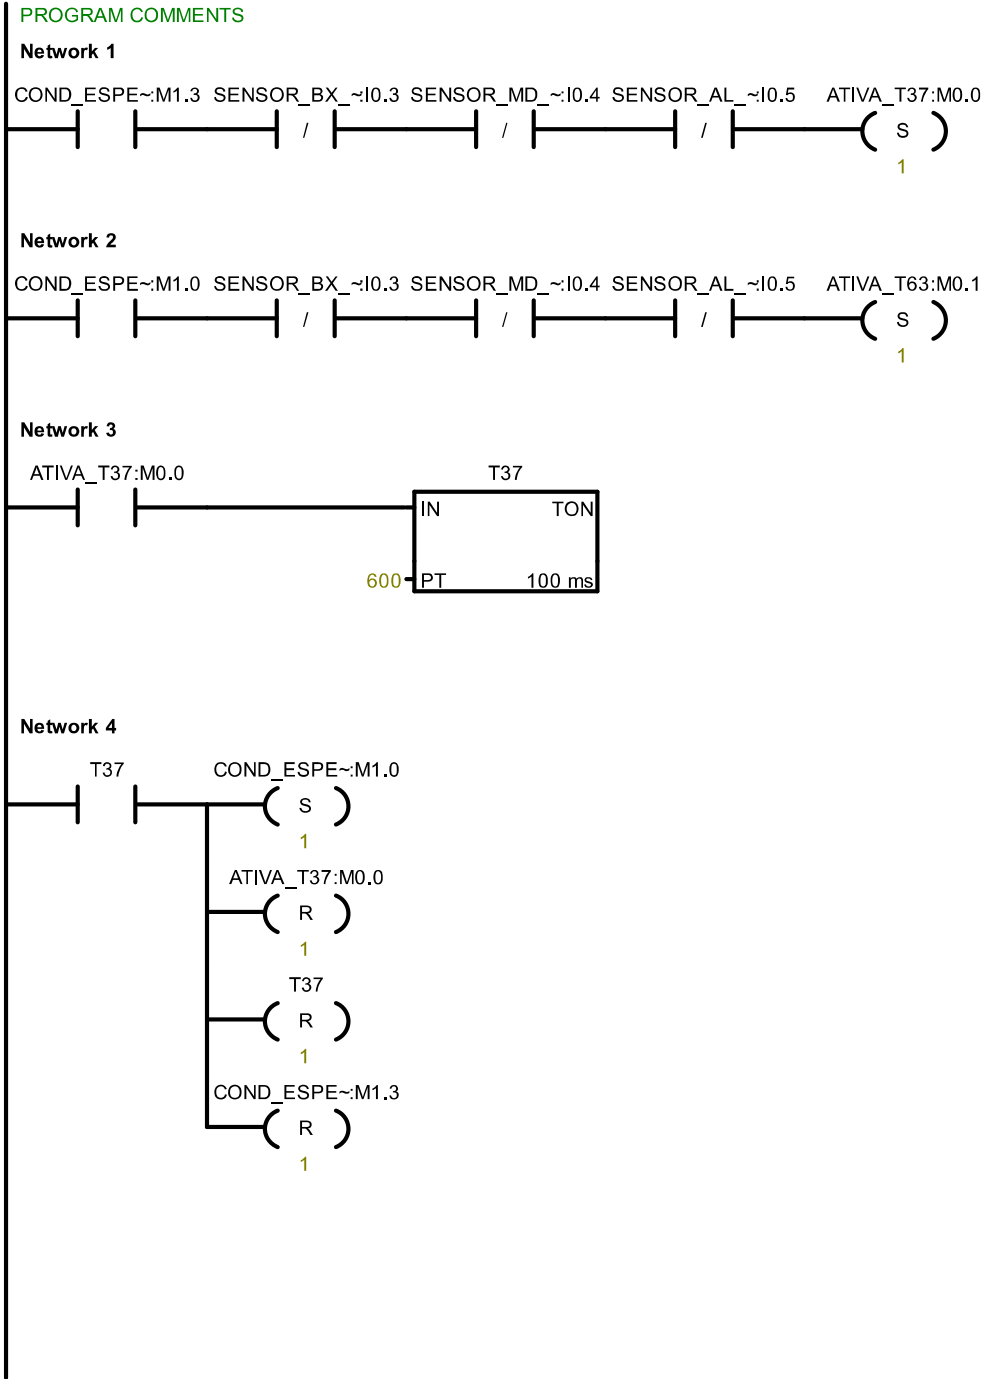 PROGRAM COMMENTS
Network 1
COND_ESPE~:M1.3 SENSOR_BX_~:I0.3 SENSOR_MD_~:I0.4 SENSOR_AL_~:I0.5 ATIVA_T37:M0.0
/ / / S
1
Network 2
COND_ESPE~:M1.0 SENSOR_BX_~:I0.3 SENSOR_MD_~:I0.4 SENSOR_AL_~:I0.5 ATIVA_T63:M0.1
/ / / S
1
Network 3
ATIVA_T37:M0.0 T37
IN TON
600 PT 100 ms
Network 4
T37 COND_ESPE~:M1.0
S
1
ATIVA_T37:M0.0
R
1
T37
R
1
COND_ESPE~:M1.3
R
1